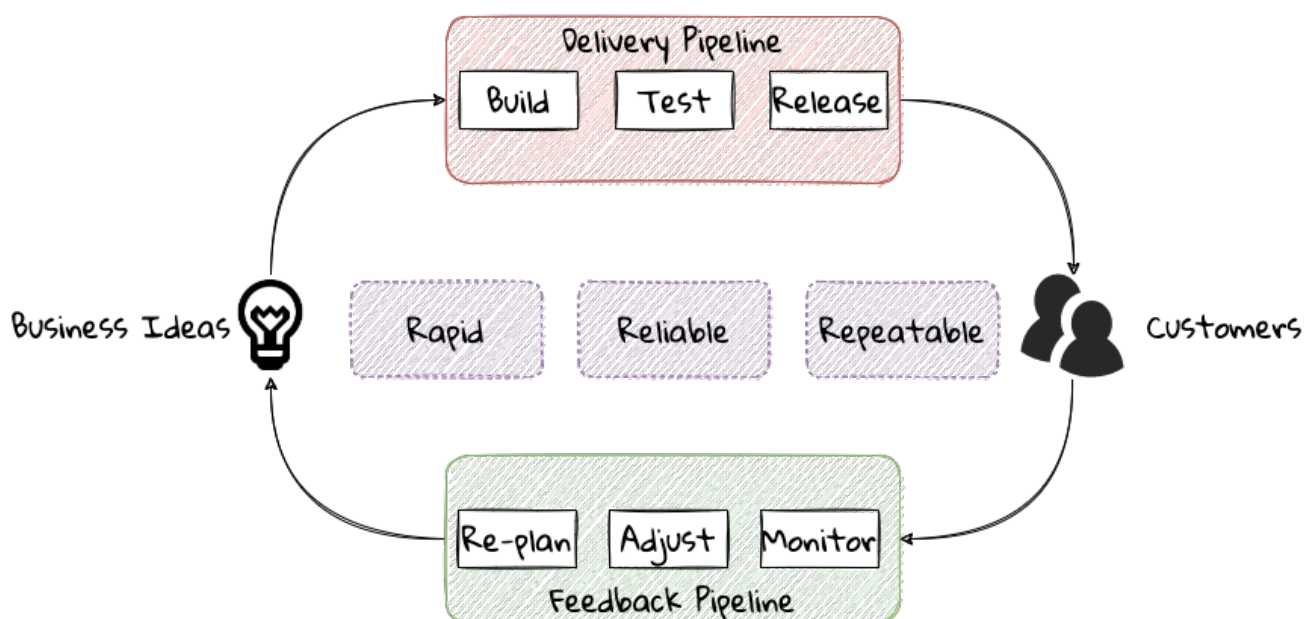 Delivery Pipeline
Build Test Release
Business Ideas Rapid Reliable Repeatable Customers
Re-plan Adjust Monitor
Feedback Pipeline